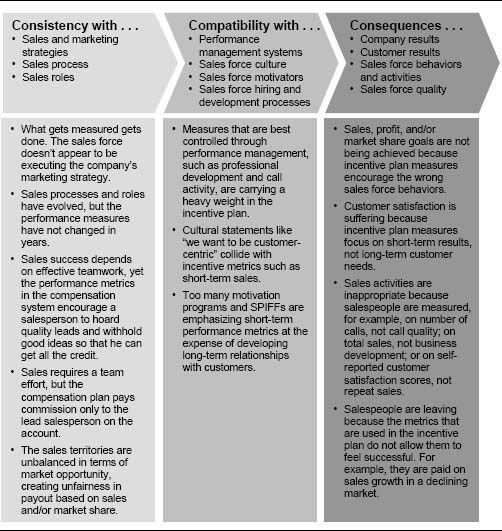 Consistency with . . .
• Sales and marketing
strategies
• Sales process
• Sales roles
Compatibility with . . .
• Performance
management systems
• Sales force culture
• Sales force motivators
• Sales force hiring and
development processes
Consequences . . .
• Company results
• Customer results
• Sales force behaviors
and activities
• Sales force quality
• What gets measured gets
done. The sales force
doesn't appear to be
executing the company's
marketing strategy.
• Sales processes and roles
have evolved, but the
performance measures
have not changed in
years.
• Sales success depends
on effective teamwork, yet
the performance metrics
in the compensation
system encourage a
salesperson to hoard
quality leads and withhold
good ideas so that he can
get all the credit.
• Sales requires a team
effort, but the
compensation plan pays
commission only to the
lead salesperson on the
account.
• The sales territories are
unbalanced in terms of
market opportunity,
creating unfairness in
payout based on sales
and/or market share.
• Measures that are best
controlled through
performance management,
such as professional
development and call
activity, are carrying a
heavy weight in the
incentive plan.
• Cultural statements like
"we want to be customer-
centric" collide with
incentive metrics such as
short-term sales.
• Too many motivation
programs and SPIFFs are
emphasizing short-term
performance metrics at the
expense of developing
long-term relationships
with customers.
• Sales, profit, and/or
market share goals are not
being achieved because
incentive plan measures
encourage the wrong
sales force behaviors.
• Customer satisfaction is
suffering because
incentive plan measures
focus on short-term results,
not long-term customer
needs.
• Sales activities are
inappropriate because
salespeople are measured,
for example, on number of
calls, not call quality; on
total sales, not business
development; or on self-
reported customer
satisfaction scores, not
repeat sales.
• Salespeople are leaving
because the metrics that
are used in the incentive
plan do not allow them to
feel successful. For
example, they are paid on
sales growth in a declining
market.